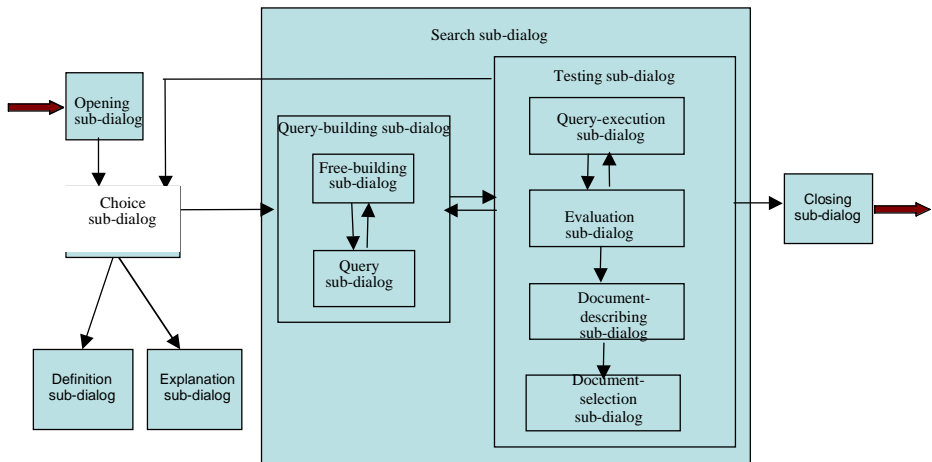 Search sub-dialog
Opening
sub-dialog
Choice
sub-dialog
Definition
sub-dialog
Explanation
sub-dialog
Query-building sub-dialog
Free-building
sub-dialog
Query
sub-dialog
Testing sub-dialog
Query-execution
sub-dialog
Evaluation
sub-dialog
Document-
describing
sub-dialog
Document-
selection
sub-dialog
Closing
sub-dialog